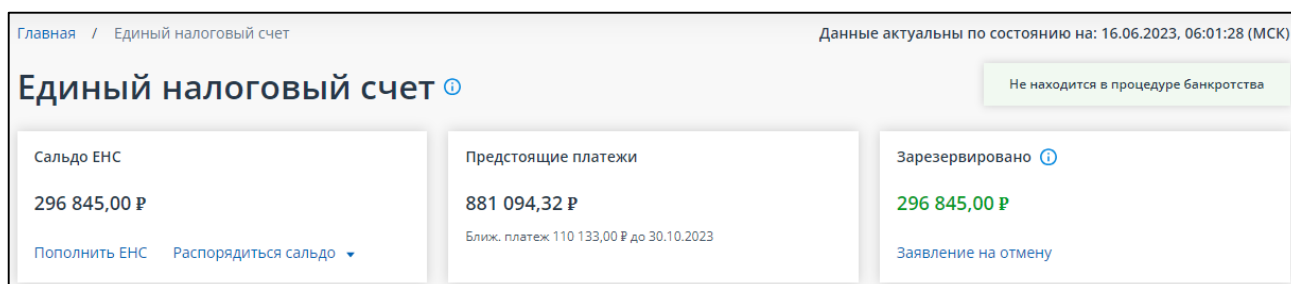 Главная / Единый налоговый счет
Данные актуальны по состоянию на: 16.06.2023, 06:01:28 (МСК)
Единый налоговый счет
Не находится в процедуре банкротства
Сальдо ЕНС
296 845,00 ₽
Пополнить ЕНС Распорядиться сальдо
Предстоящие платежи
881 094,32 ₽
Ближ. платеж 110 133,00 ₽ до 30.10.2023
Зарезервировано
296 845,00 ₽
Заявление на отмену